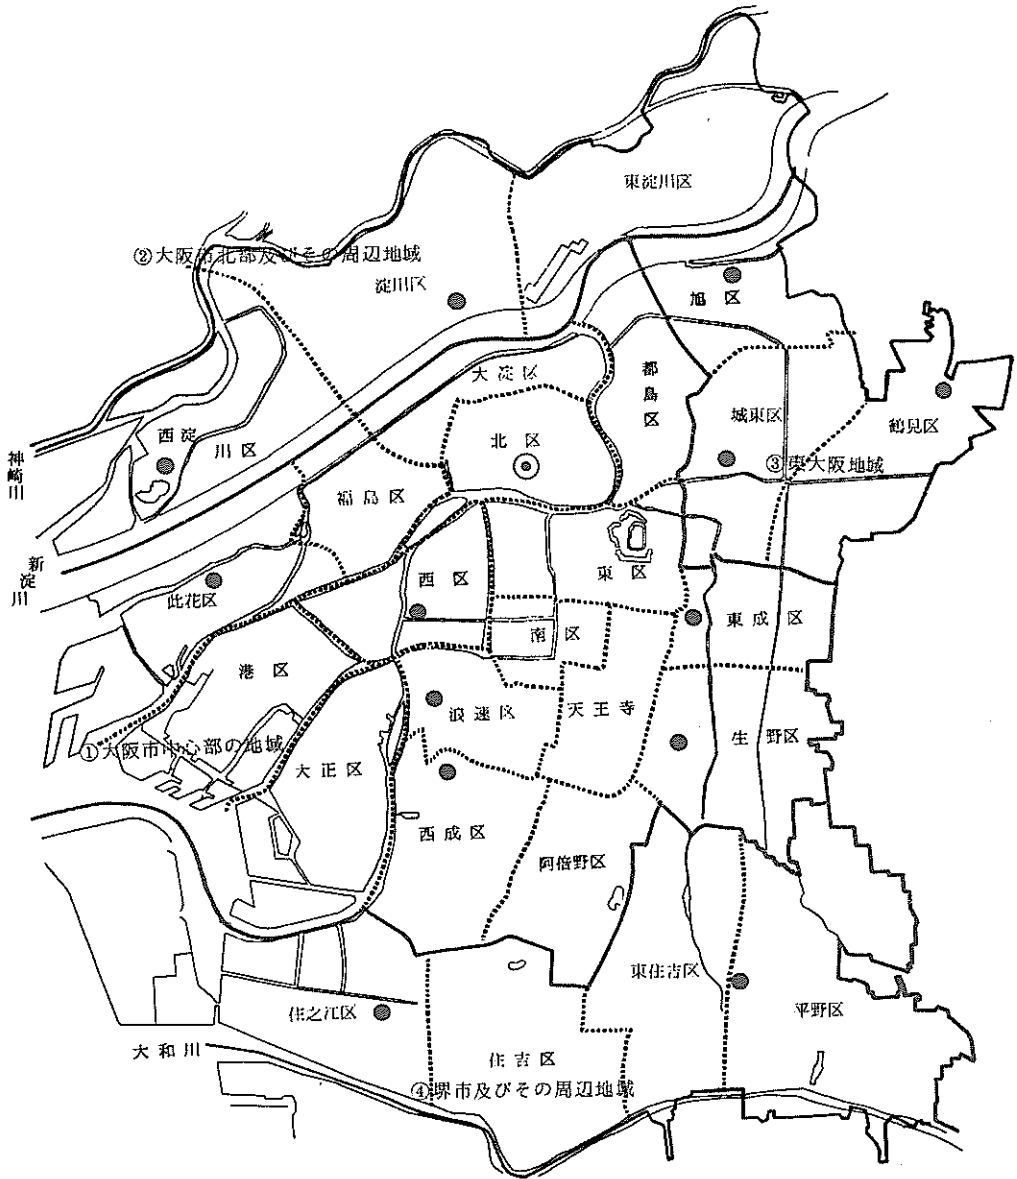 東淀川区
②大阪市北部及びその周辺地域
淀川区
旭区
大淀区
都島区
城東区
鶴見区
西淀川区
北区
③東大阪地域
神崎川
福島区
新淀川
西区
東区
此花区
東成区
南区
港区
浪速区
天王寺
生野区
①大阪市中心部の地域
大正区
西成区
阿倍野区
東住吉区
住之江区
平野区
大和川
住吉区
④堺市及びその周辺地域